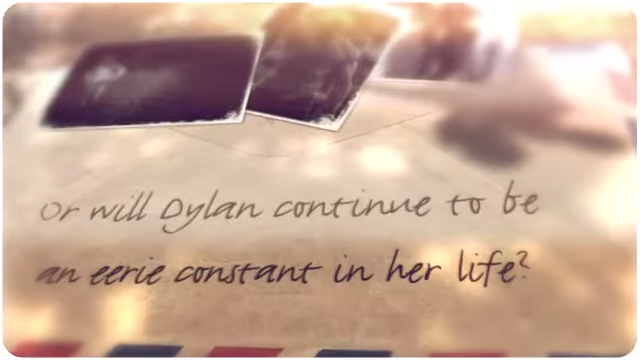 Or will Dylan continue to be
an eerie constant in her life?